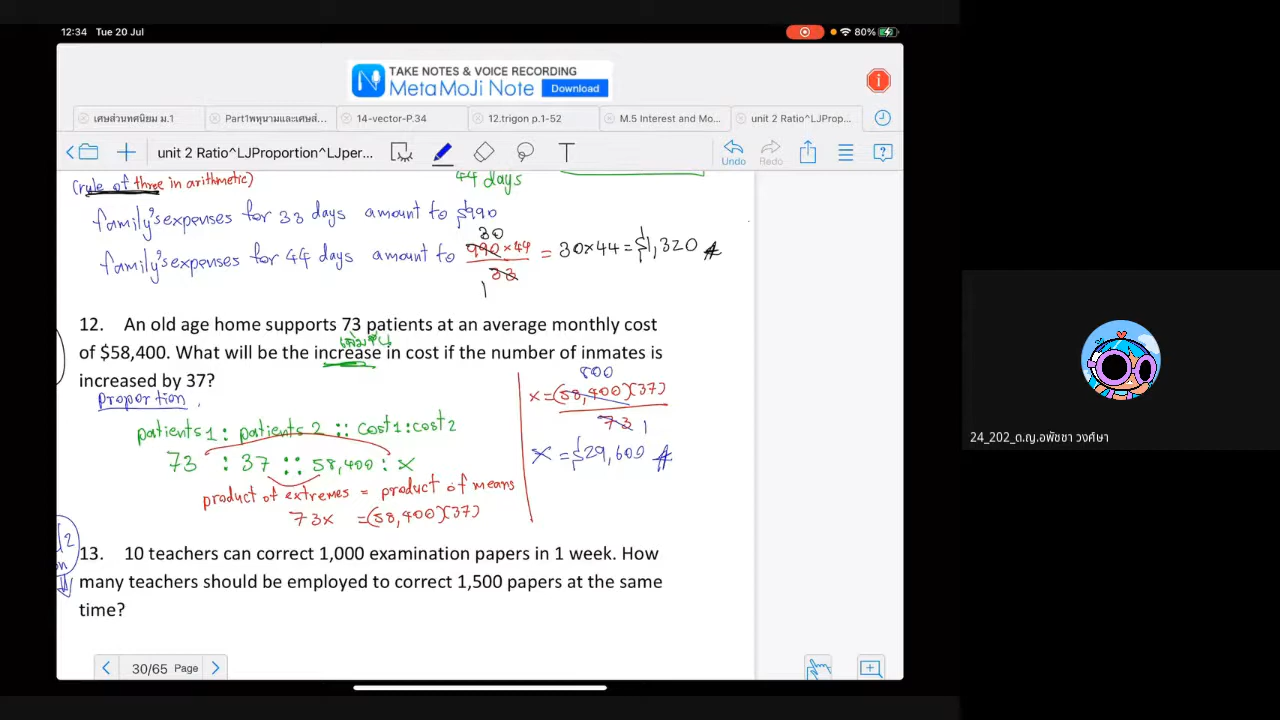 12:34 Tue 20 Jul
80%
TAKE NOTES & VOICE RECORDING
MetaMoJi Note
Download
เศษส่วนทศนิยม ม.1
Part1พหุนามและเศษส...
14-vector-P.34
12.trigon p.1-52
M.5 Interest and Mo...
unit 2 Ratio^LJProp...
unit 2 Ratio^LJProportion^LJper...
T
Undo
Redo
(rule of three in arithmetic)
44 days
family's expenses for 33 days amount to $990
family's expenses for 44 days amount to 990×44 = 30×44 = $1,320
30
33
1
12. An old age home supports 73 patients at an average monthly cost
of $58,400. What will be the increase in cost if the number of inmates is
increased by 37?
เพิ่มขึ้น
proportion
patients 1 : patients 2 :: cost1 : cost2
73 : 37 :: 58,400 : x
product of extremes = product of means
73x = (58,400)(37)
800
x = (58,400)(37)
73 1
x = $29,600
13. 10 teachers can correct 1,000 examination papers in 1 week. How
many teachers should be employed to correct 1,500 papers at the same
time?
30/65 Page
24_202_ด.ญ.อพัชชา วงศ์ษา